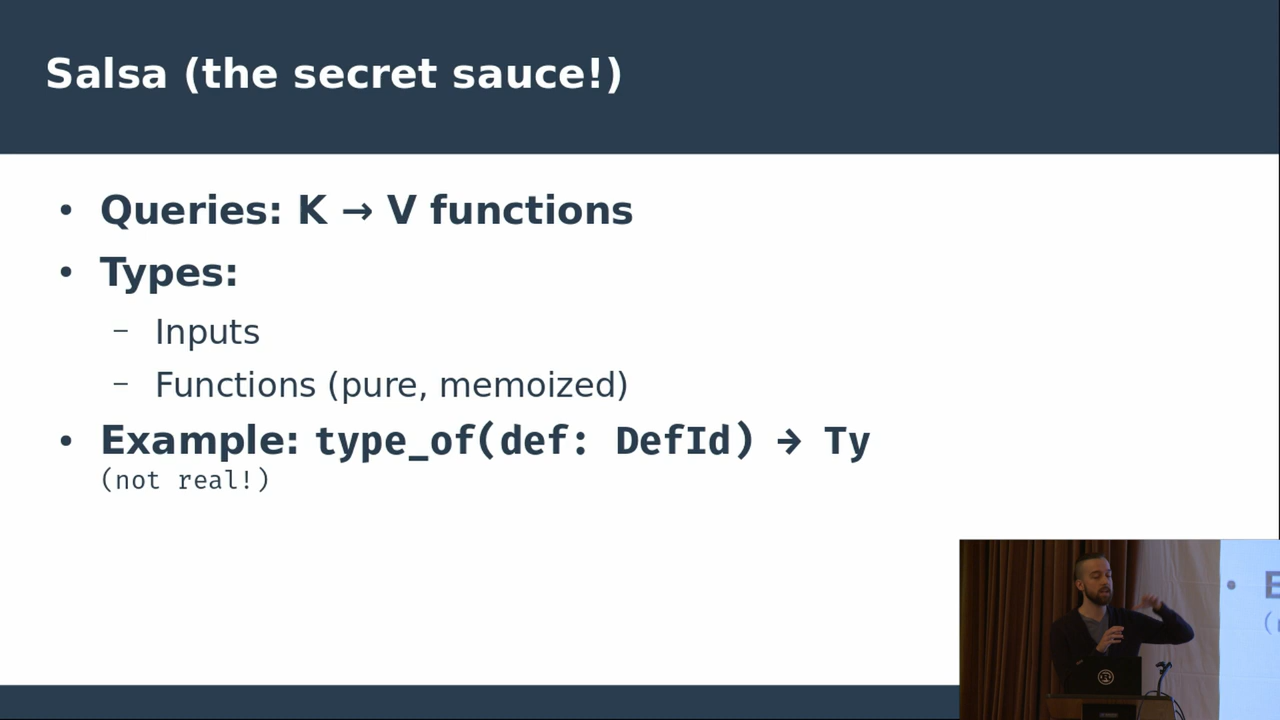 Salsa (the secret sauce!)
• Queries: K → V functions
• Types:
– Inputs
– Functions (pure, memoized)
• Example: type_of(def: DefId) → Ty
(not real!)
• E
(